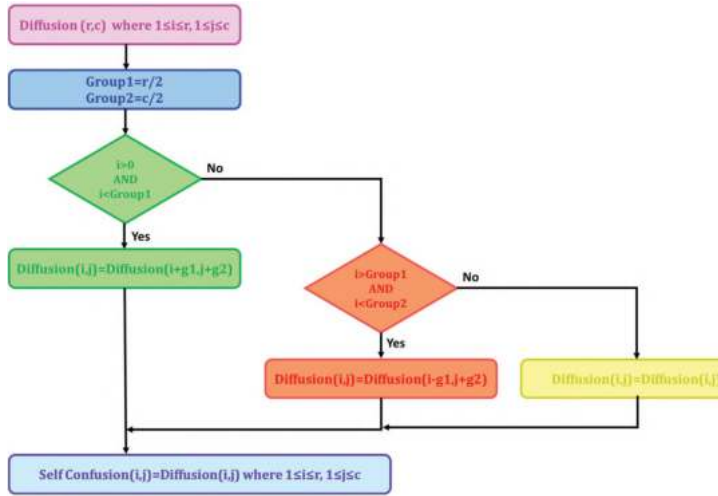 Diffusion (r,c) where 1≤i≤r, 1≤j≤c
Group1=r/2
Group2=c/2
i>0
AND
i<Group1
No
Yes
Diffusion(i,j)=Diffusion(i+g1,j+g2)
i>Group1
AND
i<Group2
No
Yes
Diffusion(i,j)=Diffusion(i-g1,j+g2)
Diffusion(i,j)=Diffusion(i,j)
Self Confusion(i,j)=Diffusion(i,j) where 1≤i≤r, 1≤j≤c